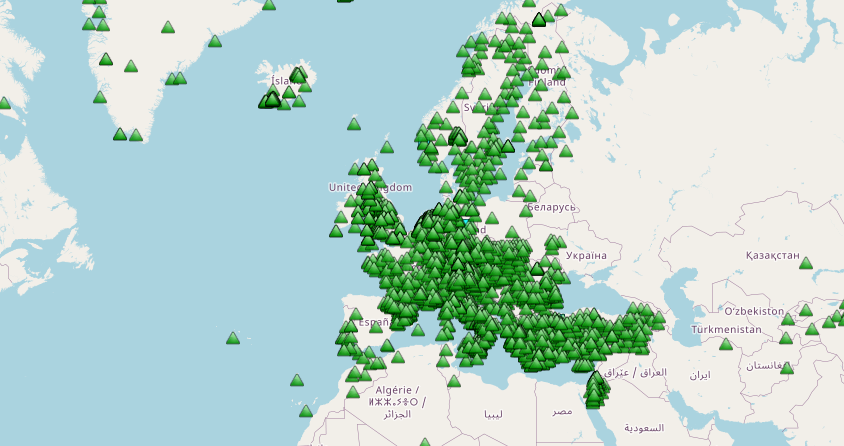 Ísland
Suomi
Finland
Sverige
United Kingdom
Беларусь
Україна
Қазақстан
España
Oʻzbekiston
Türkmenistan
افغانستان
ایران
العراق / عێراق
Algérie /
ⵍⵣⵣⴰⵢⴻⵔ /
الجزائر
ليبيا
مصر
السعودية